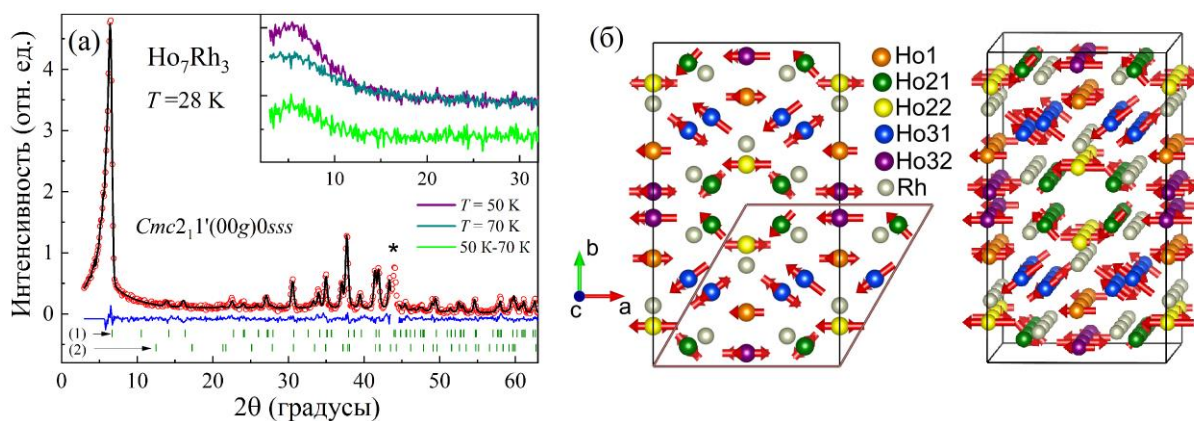 (а)
Интенсивность (отн. ед.)
4
3
2
1
0
Ho₇Rh₃
T =28 K
Cmc2₁1'(00g)0sss
10 20 30
T = 50 K
T = 70 K
50 K-70 K
*
(1)
(2)
0 10 20 30 40 50 60
2θ (градусы)
(б)
b
c
a
Ho1
Ho21
Ho22
Ho31
Ho32
Rh